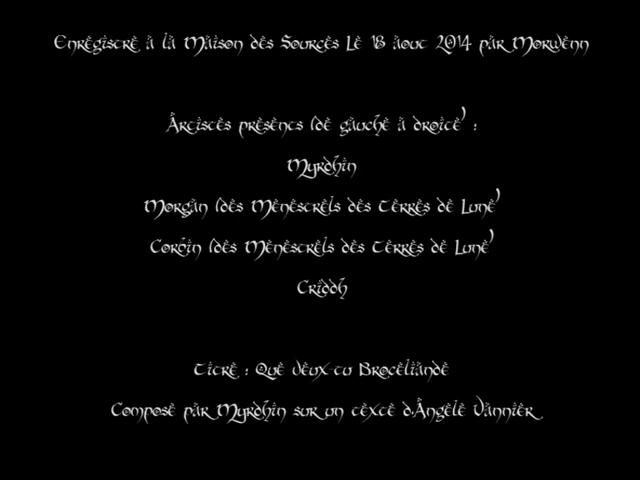 Enregistré à la Maison des Sources le 18 aout 2014 par Morwenn
Artistes présents (de gauche à droite) :
Myrdhin
Morgan (des Ménestrels des Terres de Lune)
Corbin (des Ménestrels des Terres de Lune)
Criddh
Titre : Que veux-tu Brocéliande
Composé par Myrdhin sur un texte d'Angèle Vannier